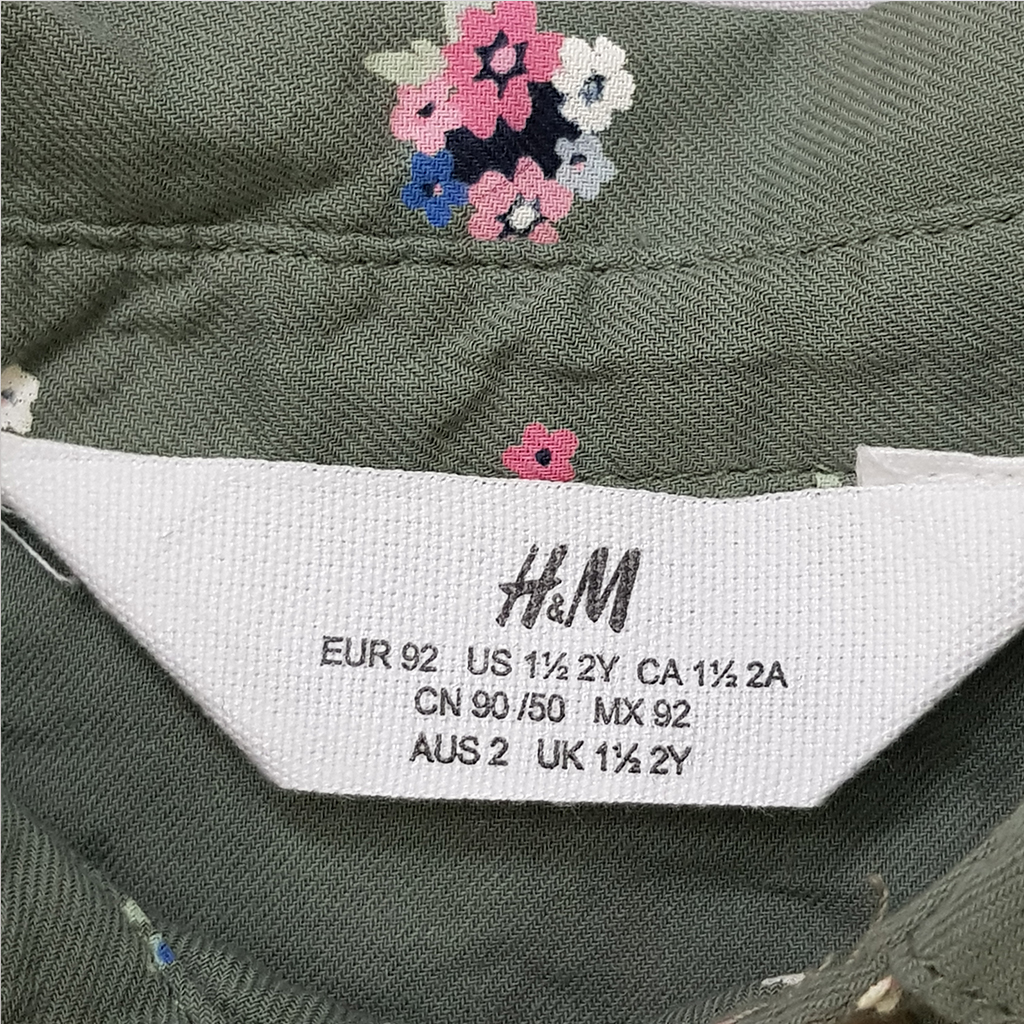 H&M
EUR 92 US 1½ 2Y CA 1½ 2A
CN 90 /50 MX 92
AUS 2 UK 1½ 2Y